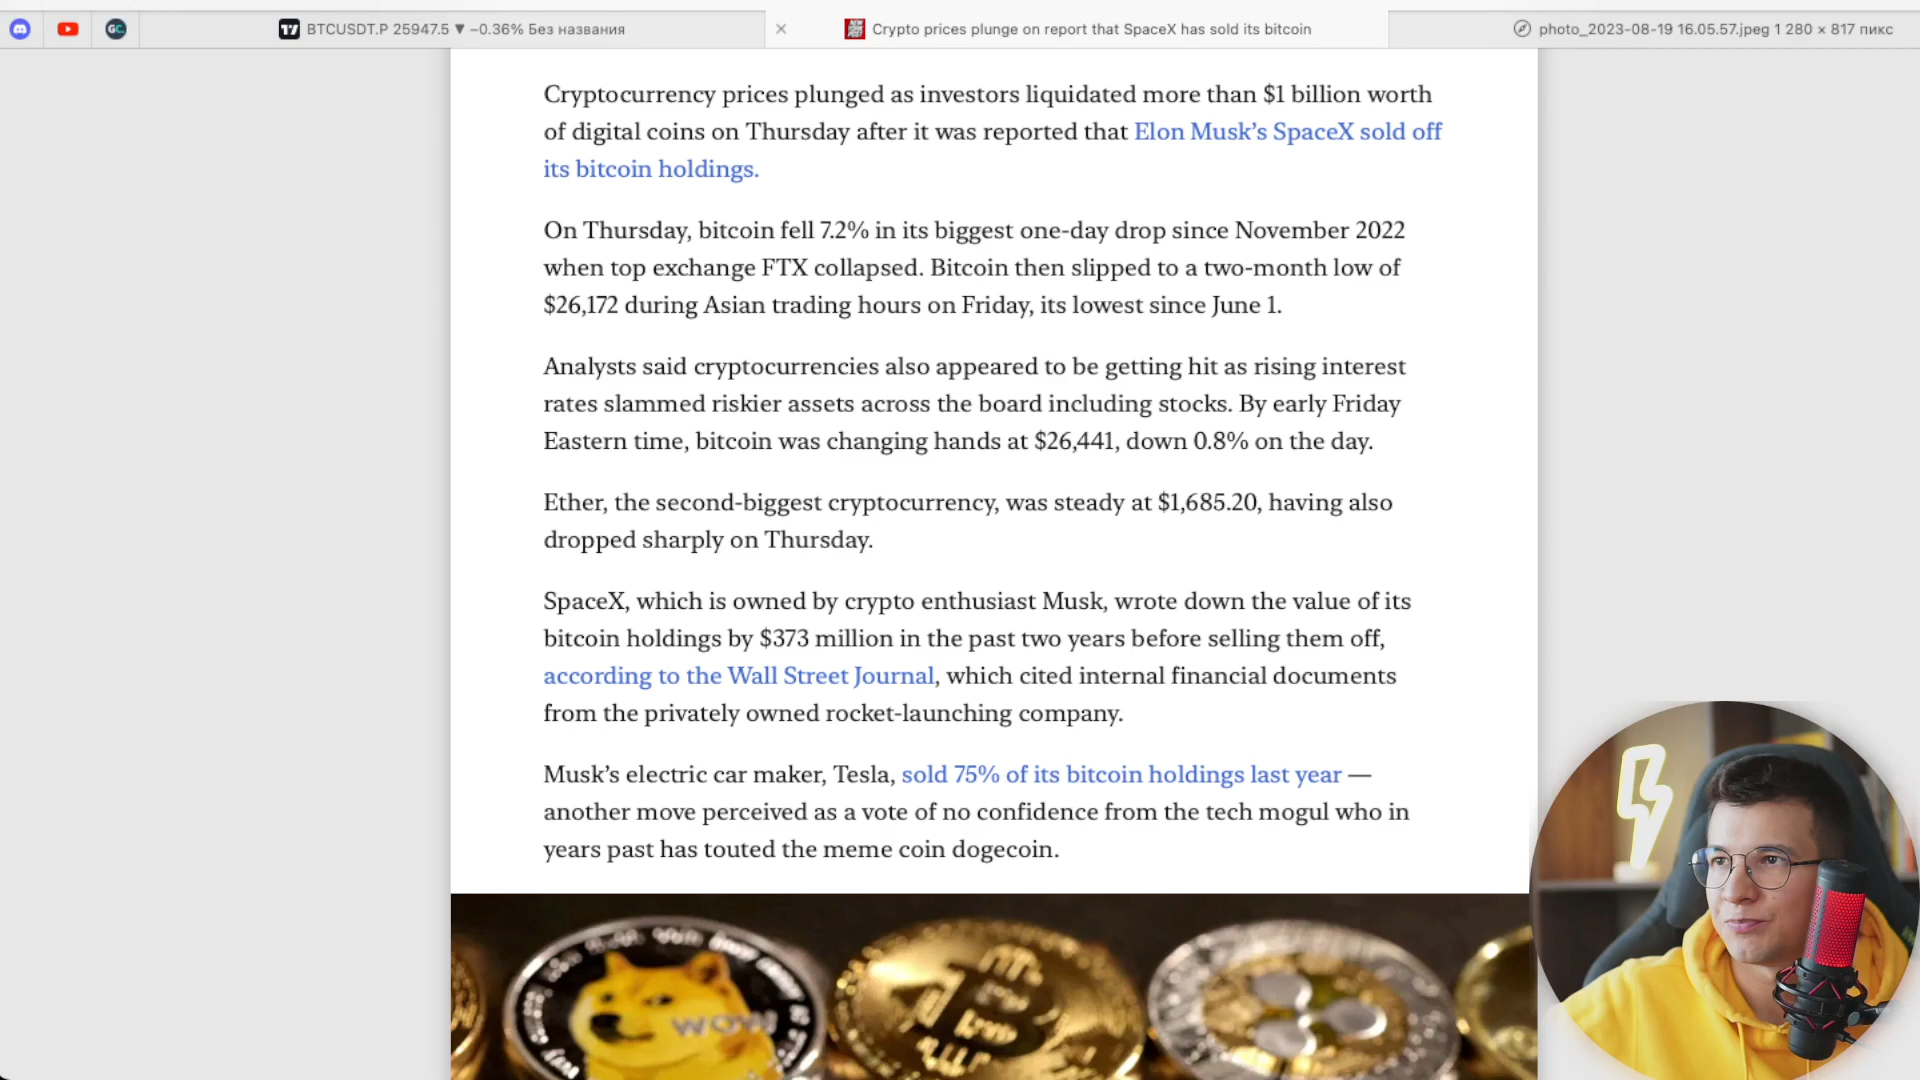 BTCUSDT.P 25947.5 ▼ −0.36% Без названия
Crypto prices plunge on report that SpaceX has sold its bitcoin
photo_2023-08-19 16.05.57.jpeg 1 280 × 817 пикс
Cryptocurrency prices plunged as investors liquidated more than $1 billion worth
of digital coins on Thursday after it was reported that Elon Musk’s SpaceX sold off
its bitcoin holdings.
On Thursday, bitcoin fell 7.2% in its biggest one-day drop since November 2022
when top exchange FTX collapsed. Bitcoin then slipped to a two-month low of
$26,172 during Asian trading hours on Friday, its lowest since June 1.
Analysts said cryptocurrencies also appeared to be getting hit as rising interest
rates slammed riskier assets across the board including stocks. By early Friday
Eastern time, bitcoin was changing hands at $26,441, down 0.8% on the day.
Ether, the second-biggest cryptocurrency, was steady at $1,685.20, having also
dropped sharply on Thursday.
SpaceX, which is owned by crypto enthusiast Musk, wrote down the value of its
bitcoin holdings by $373 million in the past two years before selling them off,
according to the Wall Street Journal, which cited internal financial documents
from the privately owned rocket-launching company.
Musk’s electric car maker, Tesla, sold 75% of its bitcoin holdings last year —
another move perceived as a vote of no confidence from the tech mogul who in
years past has touted the meme coin dogecoin.
WOW